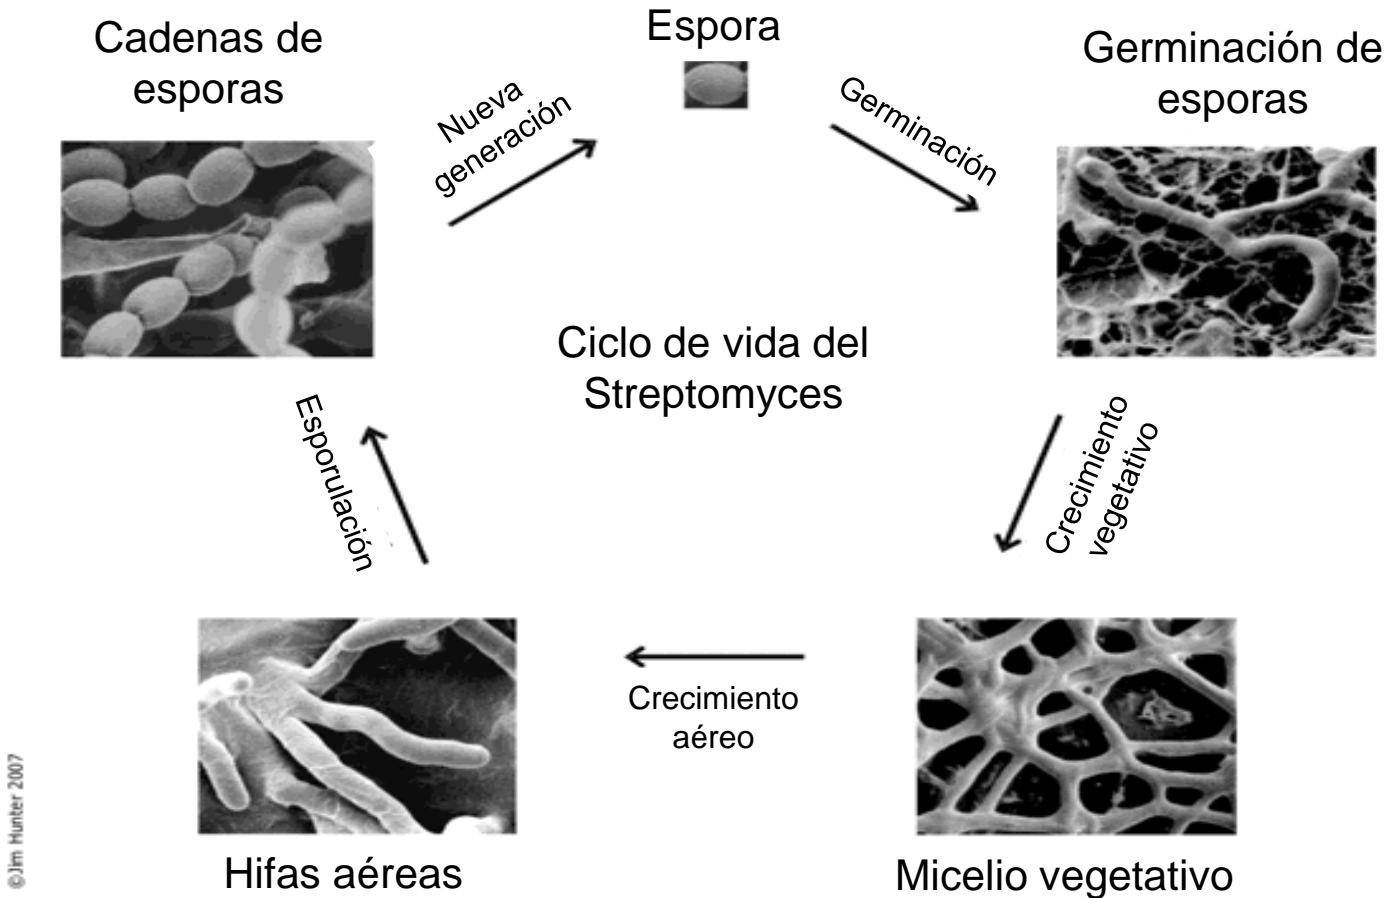 Cadenas de
esporas
Espora
Germinación de
esporas
Nueva
generación
Germinación
Ciclo de vida del
Streptomyces
Esporulación
Crecimiento
vegetativo
Crecimiento
aéreo
Hifas aéreas
Micelio vegetativo
©Jim Hunter 2007